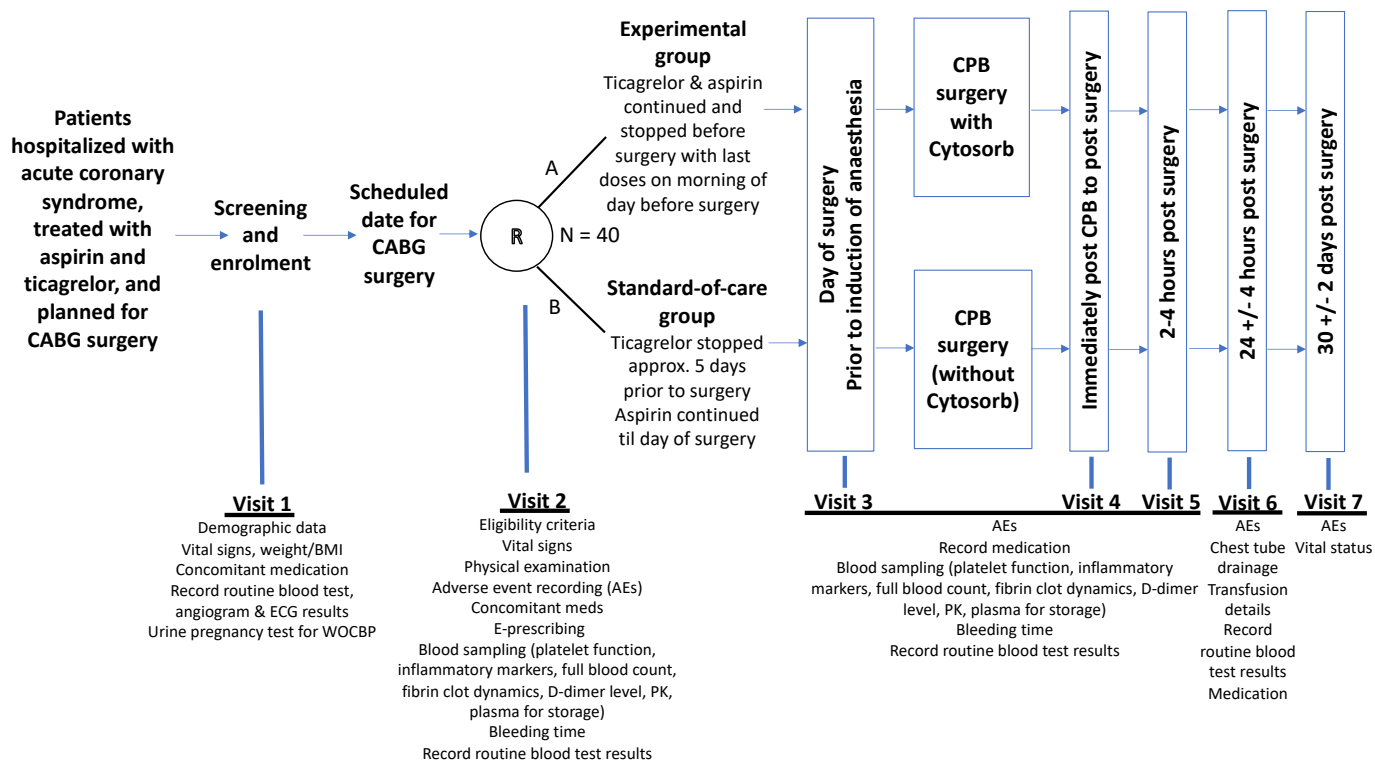 Patients
hospitalized with
acute coronary
syndrome,
treated with
aspirin and
ticagrelor, and
planned for
CABG surgery
Screening
and
enrolment
Scheduled
date for
CABG
surgery
ℝ
N = 40
A
B
Experimental
group
Ticagrelor & aspirin
continued and
stopped before
surgery with last
doses on morning of
day before surgery
Standard-of-care
group
Ticagrelor stopped
approx. 5 days
prior to surgery
Aspirin continued
til day of surgery
Day of surgery
Prior to induction of anaesthesia
CPB
surgery
with
Cytosorb
CPB
surgery
(without
Cytosorb)
Immediately post CPB to post surgery
2-4 hours post surgery
24 +/- 4 hours post surgery
30 +/- 2 days post surgery
Visit 1
Demographic data
Vital signs, weight/BMI
Concomitant medication
Record routine blood test,
angiogram & ECG results
Urine pregnancy test for WOCBP
Visit 2
Eligibility criteria
Vital signs
Physical examination
Adverse event recording (AEs)
Concomitant meds
E-prescribing
Blood sampling (platelet function,
inflammatory markers, full blood count,
fibrin clot dynamics, D-dimer level, PK,
plasma for storage)
Bleeding time
Record routine blood test results
Visit 3
Visit 4
Visit 5
AEs
Record medication
Blood sampling (platelet function, inflammatory
markers, full blood count, fibrin clot dynamics, D-dimer
level, PK, plasma for storage)
Bleeding time
Record routine blood test results
Visit 6
AEs
Chest tube
drainage
Transfusion
details
Record
routine blood
test results
Medication
Visit 7
AEs
Vital status